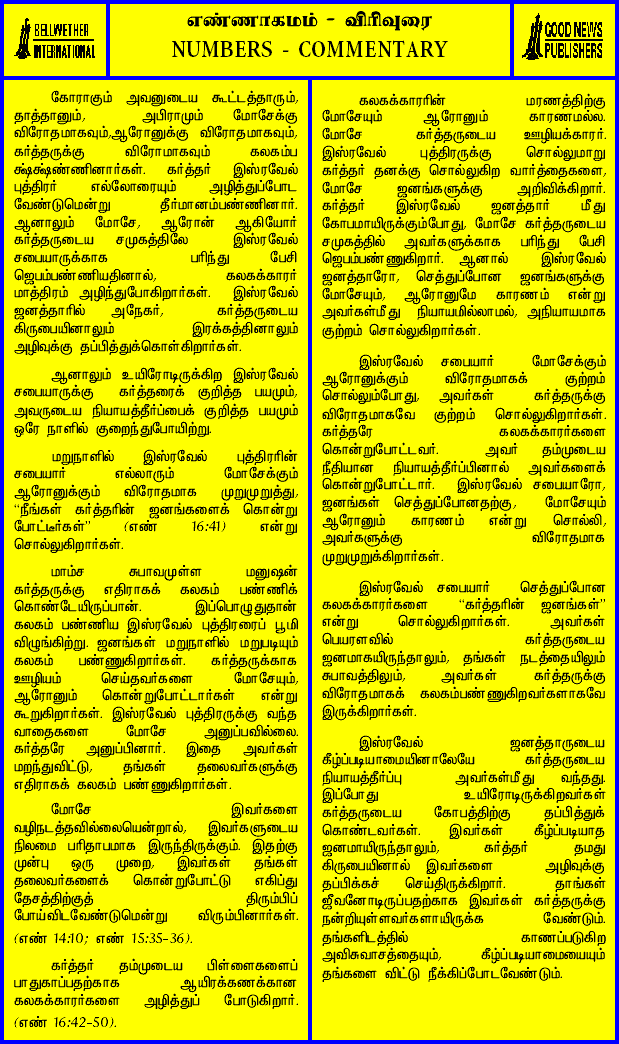 BELLWETHER
INTERNATIONAL
எண்ணாகமம் - விரிவுரை
NUMBERS - COMMENTARY
GOOD NEWS
PUBLISHERS
கோராகும் அவனுடைய கூட்டத்தாரும்,
தாத்தானும், அபிராமும் மோசேக்கு
விரோதமாகவும்,ஆரோனுக்கு விரோதமாகவும்,
கர்த்தருக்கு விரோமாகவும் கலகம்ப
க்ஷக்ஷ்ண்ணினார்கள். கர்த்தர் இஸ்ரவேல்
புத்திரர் எல்லோரையும் அழித்துப்போட
வேண்டுமென்று தீர்மானம்பண்ணினார்.
ஆனாலும் மோசே, ஆரோன் ஆகியோர்
கர்த்தருடைய சமுகத்திலே இஸ்ரவேல்
சபையாருக்காக பரிந்து பேசி
ஜெபம்பண்ணியதினால், கலகக்காரர்
மாத்திரம் அழிந்துபோகிறார்கள். இஸ்ரவேல்
ஜனத்தாரில் அநேகர், கர்த்தருடைய
கிருபையினாலும் இரக்கத்தினாலும்
அழிவுக்கு தப்பித்துக்கொள்கிறார்கள்.
ஆனாலும் உயிரோடிருக்கிற இஸ்ரவேல்
சபையாருக்கு கர்த்தரைக் குறித்த பயமும்,
அவருடைய நியாயத்தீர்ப்பைக் குறித்த பயமும்
ஒரே நாளில் குறைந்துபோயிற்று.
மறுநாளில் இஸ்ரவேல் புத்திரரின்
சபையார் எல்லாரும் மோசேக்கும்
ஆரோனுக்கும் விரோதமாக முறுமுறுத்து,
“நீங்கள் கர்த்தரின் ஜனங்களைக் கொன்று
போட்டீர்கள்” (எண் 16:41) என்று
சொல்லுகிறார்கள்.
மாம்ச சுபாவமுள்ள மனுஷன்
கர்த்தருக்கு எதிராகக் கலகம் பண்ணிக்
கொண்டேயிருப்பான். இப்பொழுதுதான்
கலகம் பண்ணிய இஸ்ரவேல் புத்திரரைப் பூமி
விழுங்கிற்று. ஜனங்கள் மறுநாளில் மறுபடியும்
கலகம் பண்ணுகிறார்கள். கர்த்தருக்காக
ஊழியம் செய்தவர்களை மோசேயும்,
ஆரோனும் கொன்றுபோட்டார்கள் என்று
கூறுகிறார்கள். இஸ்ரவேல் புத்திரருக்கு வந்த
வாதைகளை மோசே அனுப்பவில்லை.
கர்த்தரே அனுப்பினார். இதை அவர்கள்
மறந்துவிட்டு, தங்கள் தலைவர்களுக்கு
எதிராகக் கலகம் பண்ணுகிறார்கள்.
மோசே இவர்களை
வழிநடத்தவில்லையென்றால், இவர்களுடைய
நிலமை பரிதாபமாக இருந்திருக்கும். இதற்கு
முன்பு ஒரு முறை, இவர்கள் தங்கள்
தலைவர்களைக் கொன்றுபோட்டு எகிப்து
தேசத்திற்குத் திரும்பிப்
போய்விடவேண்டுமென்று விரும்பினார்கள்.
(எண் 14:10; எண் 15:35-36).
கர்த்தர் தம்முடைய பிள்ளைகளைப்
பாதுகாப்பதற்காக ஆயிரக்கணக்கான
கலகக்காரர்களை அழித்துப் போடுகிறார்.
(எண் 16:42-50).
கலகக்காரரின் மரணத்திற்கு
மோசேயும் ஆரோனும் காரணமல்ல.
மோசே கர்த்தருடைய ஊழியக்காரர்.
இஸ்ரவேல் புத்திரருக்கு சொல்லுமாறு
கர்த்தர் தனக்கு சொல்லுகிற வார்த்தைகளை,
மோசே ஜனங்களுக்கு அறிவிக்கிறார்.
கர்த்தர் இஸ்ரவேல் ஜனத்தார் மீது
கோபமாயிருக்கும்போது, மோசே கர்த்தருடைய
சமுகத்தில் அவர்களுக்காக பரிந்து பேசி
ஜெபம்பண்ணுகிறார். ஆனால் இஸ்ரவேல்
ஜனத்தாரோ, செத்துப்போன ஜனங்களுக்கு
மோசேயும், ஆரோனுமே காரணம் என்று
அவர்கள்மீது நியாயமில்லாமல், அநியாயமாக
குற்றம் சொல்லுகிறார்கள்.
இஸ்ரவேல் சபையார் மோசேக்கும்
ஆரோனுக்கும் விரோதமாகக் குற்றம்
சொல்லும்போது, அவர்கள் கர்த்தருக்கு
விரோதமாகவே குற்றம் சொல்லுகிறார்கள்.
கர்த்தரே கலகக்காரர்களை
கொன்றுபோட்டவர். அவர் தம்முடைய
நீதியான நியாயத்தீர்ப்பினால் அவர்களைக்
கொன்றுபோட்டார். இஸ்ரவேல் சபையாரோ,
ஜனங்கள் செத்துப்போனதற்கு, மோசேயும்
ஆரோனும் காரணம் என்று சொல்லி,
அவர்களுக்கு விரோதமாக
முறுமுறுக்கிறார்கள்.
இஸ்ரவேல் சபையார் செத்துப்போன
கலகக்காரர்களை “கர்த்தரின் ஜனங்கள்”
என்று சொல்லுகிறார்கள். அவர்கள்
பெயரளவில் கர்த்தருடைய
ஜனமாகயிருந்தாலும், தங்கள் நடத்தையிலும்
சுபாவத்திலும், அவர்கள் கர்த்தருக்கு
விரோதமாகக் கலகம்பண்ணுகிறவர்களாகவே
இருக்கிறார்கள்.
இஸ்ரவேல் ஜனத்தாருடைய
கீழ்ப்படியாமையினாலேயே கர்த்தருடைய
நியாயத்தீர்ப்பு அவர்கள்மீது வந்தது.
இப்போது உயிரோடிருக்கிறவர்கள்
கர்த்தருடைய கோபத்திற்கு தப்பித்துக்
கொண்டவர்கள். இவர்கள் கீழ்ப்படியாத
ஜனமாயிருந்தாலும், கர்த்தர் தமது
கிருபையினால் இவர்களை அழிவுக்கு
தப்பிக்கச் செய்திருக்கிறார். தாங்கள்
ஜீவனோடிருப்பதற்காக இவர்கள் கர்த்தருக்கு
நன்றியுள்ளவர்களாயிருக்க வேண்டும்.
தங்களிடத்தில் காணப்படுகிற
அவிசுவாசத்தையும், கீழ்ப்படியாமையையும்
தங்களை விட்டு நீக்கிப்போடவேண்டும்.